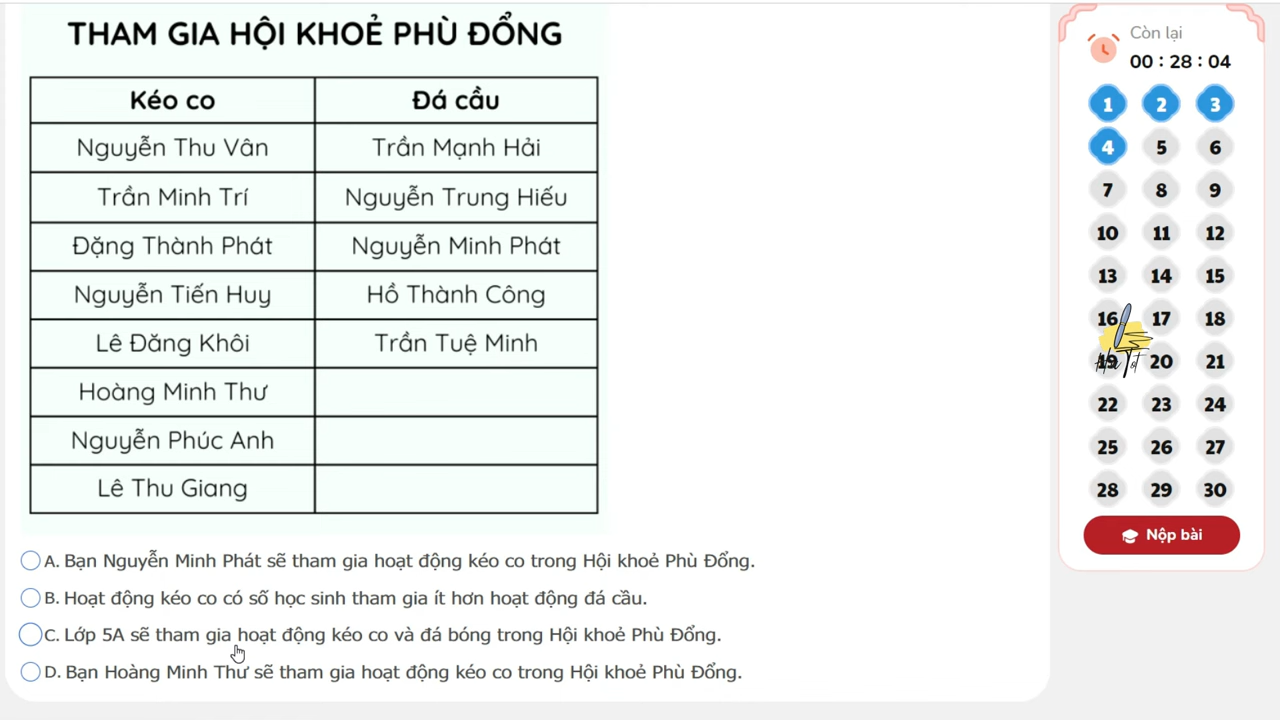 THAM GIA HỘI KHOẺ PHÙ ĐỔNG
Kéo co Đá cầu
Nguyễn Thu Vân Trần Mạnh Hải
Trần Minh Trí Nguyễn Trung Hiếu
Đặng Thành Phát Nguyễn Minh Phát
Nguyễn Tiến Huy Hồ Thành Công
Lê Đăng Khôi Trần Tuệ Minh
Hoàng Minh Thư
Nguyễn Phúc Anh
Lê Thu Giang
A. Bạn Nguyễn Minh Phát sẽ tham gia hoạt động kéo co trong Hội khoẻ Phù Đổng.
B. Hoạt động kéo co có số học sinh tham gia ít hơn hoạt động đá cầu.
C. Lớp 5A sẽ tham gia hoạt động kéo co và đá bóng trong Hội khoẻ Phù Đổng.
D. Bạn Hoàng Minh Thư sẽ tham gia hoạt động kéo co trong Hội khoẻ Phù Đổng.
Còn lại
00 : 28 : 04
1 2 3
4 5 6
7 8 9
10 11 12
13 14 15
16 17 18
19 20 21
22 23 24
25 26 27
28 29 30
Nộp bài